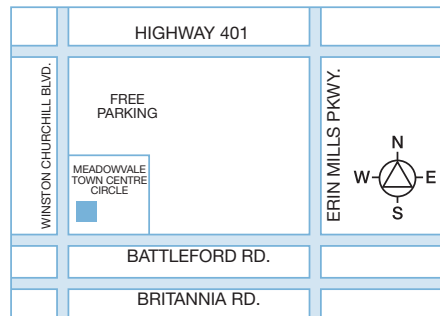 HIGHWAY 401
WINSTON CHURCHILL BLVD.
FREE
PARKING
ERIN MILLS PKWY.
MEADOWVALE
TOWN CENTRE
CIRCLE
N
W
E
S
BATTLEFORD RD.
BRITANNIA RD.